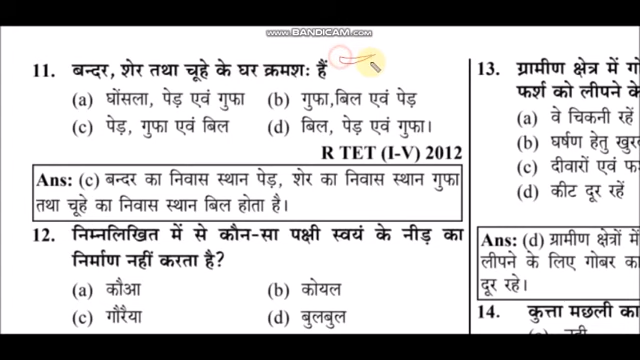 www.BANDICAM.com
11. बन्दर, शेर तथा चूहे के घर क्रमशः हैं
(a) घोंसला, पेड़ एवं गुफा (b) गुफा, बिल एवं पेड़
(c) पेड़, गुफा एवं बिल (d) बिल, पेड़ एवं गुफा।
R TET (I-V) 2012
Ans: (c) बन्दर का निवास स्थान पेड़, शेर का निवास स्थान गुफा
तथा चूहे का निवास स्थान बिल होता है।
12. निम्नलिखित में से कौन-सा पक्षी स्वयं के नीड़ का
निर्माण नहीं करता है?
(a) कौआ (b) कोयल
(c) गौरैया (d) बुलबुल
13. ग्रामीण क्षेत्र में
फर्श को लीपने के
(a) वे चिकनी रहें
(b) घर्षण हेतु
(c) दीवारों एवं
(d) कीट दूर रहें
Ans: (d) ग्रामीण क्षेत्रों में
लीपने के लिए गोबर का
दूर रहे।
14. कुत्ता मछली का